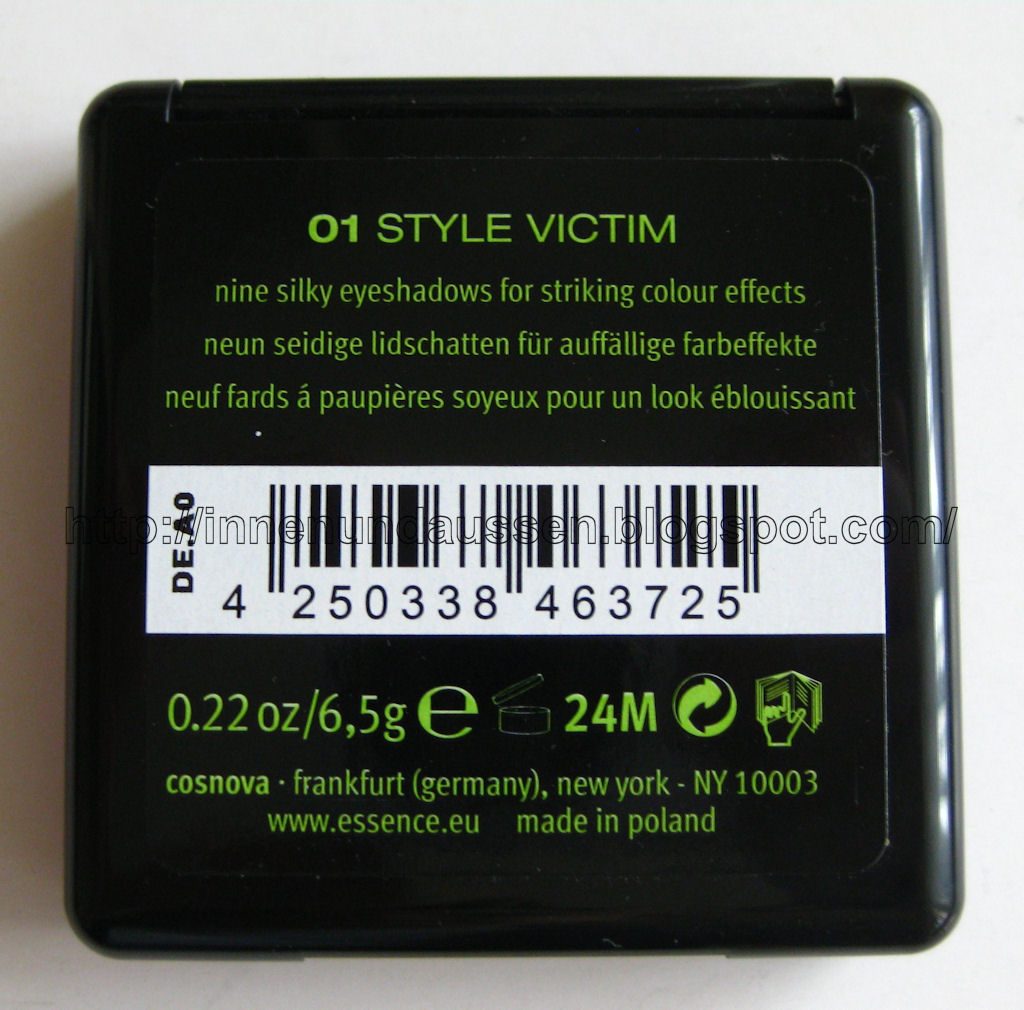 01 STYLE VICTIM
nine silky eyeshadows for striking colour effects
neun seidige lidschatten für auffällige farbeffekte
neuf fards á paupières soyeux pour un look éblouissant
DE.A0
http://innenundaussen.blogspot.com/
4 250338 463725
0.22 oz/6,5g e 24M
cosnova · frankfurt (germany), new york - NY 10003
www.essence.eu made in poland